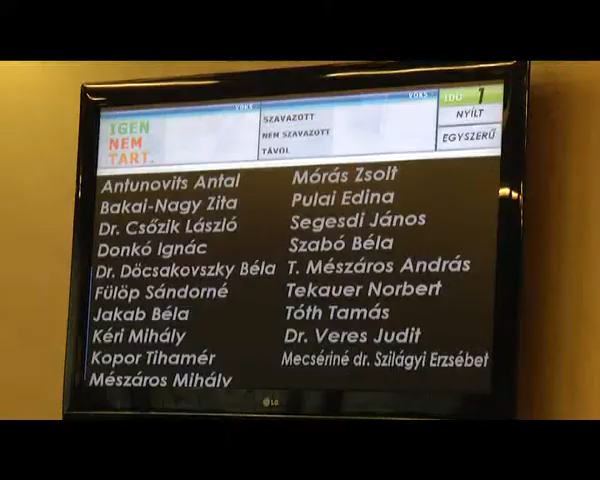 VOKS
VOKS
IDŐ 1
IGEN
NEM
TART.
SZAVAZOTT
NEM SZAVAZOTT
TÁVOL
NYÍLT
EGYSZERŰ
Antunovits Antal
Bakai-Nagy Zita
Dr. Csőzik László
Donkó Ignác
Dr. Döcsakovszky Béla
Fülöp Sándorné
Jakab Béla
Kéri Mihály
Kopor Tihamér
Mészáros Mihály
Mórás Zsolt
Pulai Edina
Segesdi János
Szabó Béla
T. Mészáros András
Tekauer Norbert
Tóth Tamás
Dr. Veres Judit
Mecsériné dr. Szilágyi Erzsébet
LG